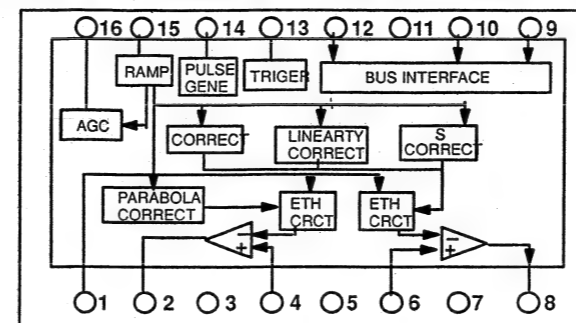 16 15 14 13 12 11 10 9
RAMP
PULSE
GENE
TRIGER
BUS INTERFACE
AGC
CORRECT
LINEARTY
CORRECT
S
CORRECT
PARABOLA
CORRECT
ETH
CRCT
ETH
CRCT
−
+
−
+
1 2 3 4 5 6 7 8